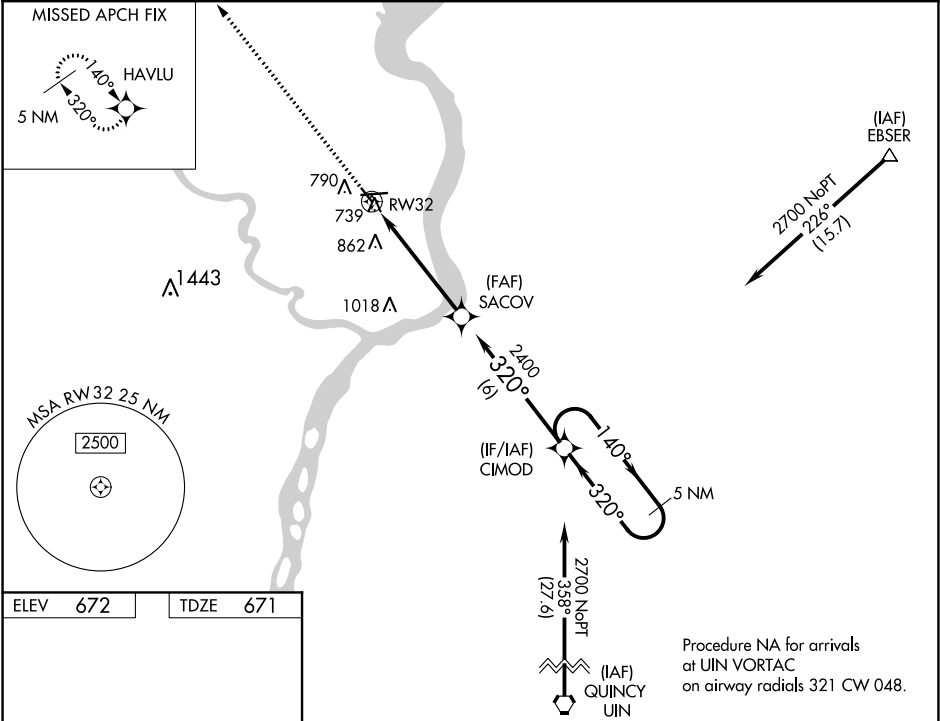 MISSED APCH FIX
HAVLU
140°
320°
5 NM
790
739
RW32
862
1018
1443
(IAF)
EBSER
2700 NoPT
226°
(15.7)
(FAF)
SACOV
2400
320°
(6)
(IF/IAF)
CIMOD
140°
320°
5 NM
MSA RW32 25 NM
2500
2700 NoPT
358°
(27.6)
(IAF)
QUINCY
UIN
Procedure NA for arrivals
at UIN VORTAC
on airway radials 321 CW 048.
ELEV 672
TDZE 671